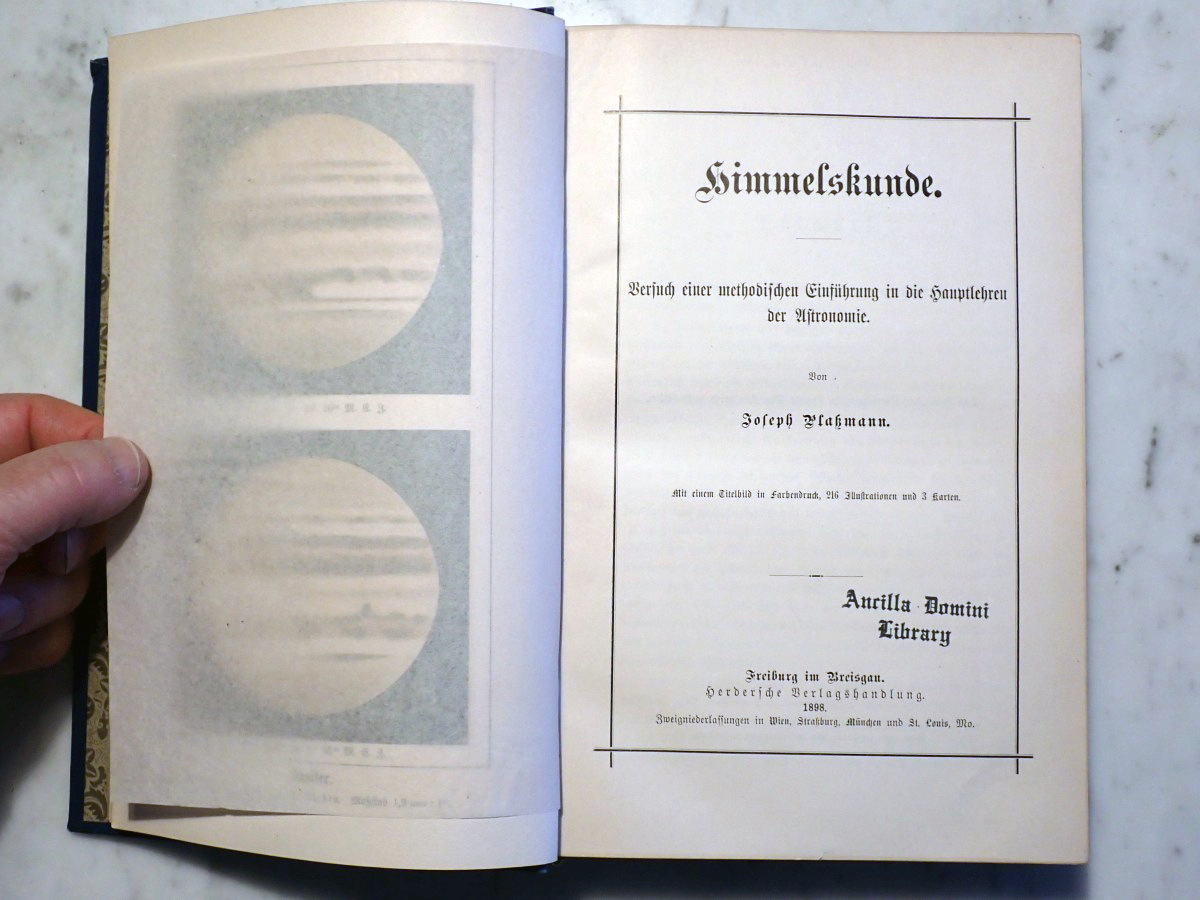 Himmelskunde.
Versuch einer methodischen Einführung in die Hauptlehren
der Astronomie.
Von
Joseph Plaßmann.
Mit einem Titelbild in Farbendruck, 216 Illustrationen und 3 Karten.
Ancilla Domini
Library
Freiburg im Breisgau.
Herdersche Verlagshandlung.
1898.
Zweigniederlassungen in Wien, Straßburg, München und St. Louis, Mo.